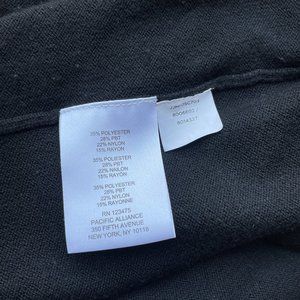 35% POLYESTER
28% PBT
22% NYLON
15% RAYON
35% POLYESTER
28% PBT
22% NAILON
15% RAYON
35% POLYESTER
28% PBT
22% NYLON
15% RAYONNE
RN 123475
PACIFIC ALLIANCE
350 FIFTH AVENUE
NEW YORK, NY 10118